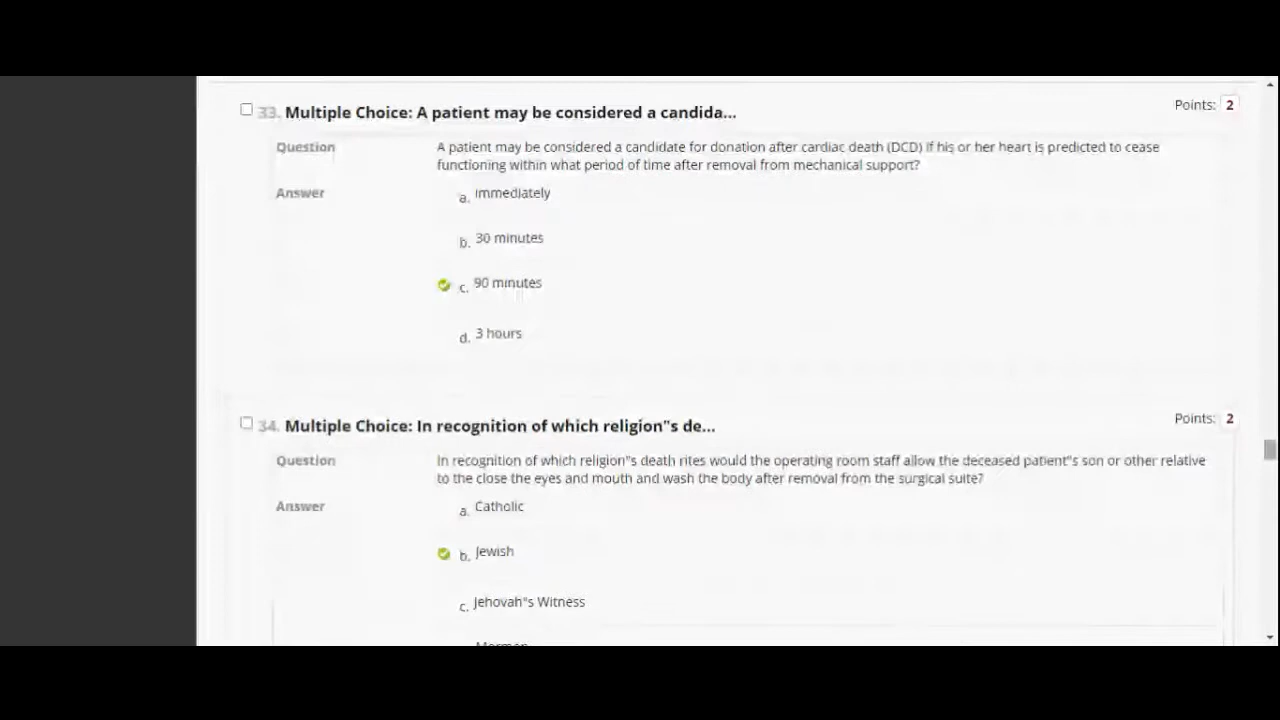 33. Multiple Choice: A patient may be considered a candida...
Points: 2
Question
A patient may be considered a candidate for donation after cardiac death (DCD) if his or her heart is predicted to cease
functioning within what period of time after removal from mechanical support?
Answer
a. immediately
b. 30 minutes
c. 90 minutes
d. 3 hours
34. Multiple Choice: In recognition of which religion"s de...
Points: 2
Question
In recognition of which religion"s death rites would the operating room staff allow the deceased patient"s son or other relative
to the close the eyes and mouth and wash the body after removal from the surgical suite?
Answer
a. Catholic
b. Jewish
c. Jehovah"s Witness
Mormon